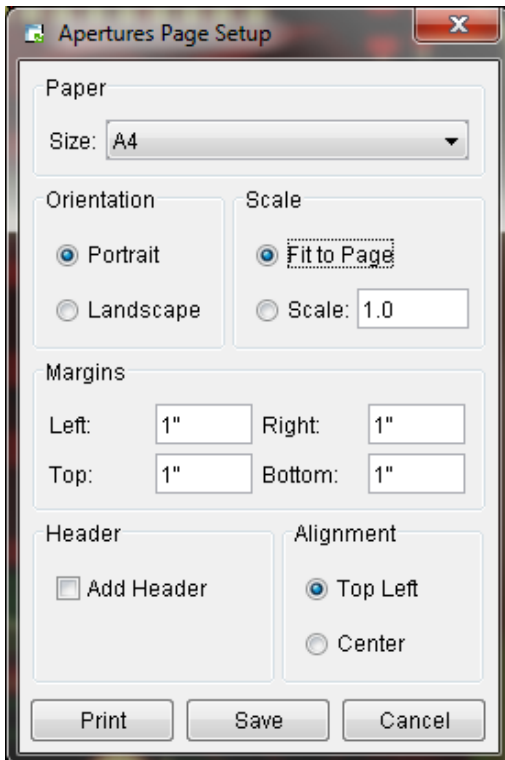 Apertures Page Setup
Paper
Size: A4
Orientation
Scale
Portrait
Fit to Page
Landscape
Scale: 1.0
Margins
Left: 1" Right: 1"
Top: 1" Bottom: 1"
Header
Alignment
Add Header
Top Left
Center
Print Save Cancel